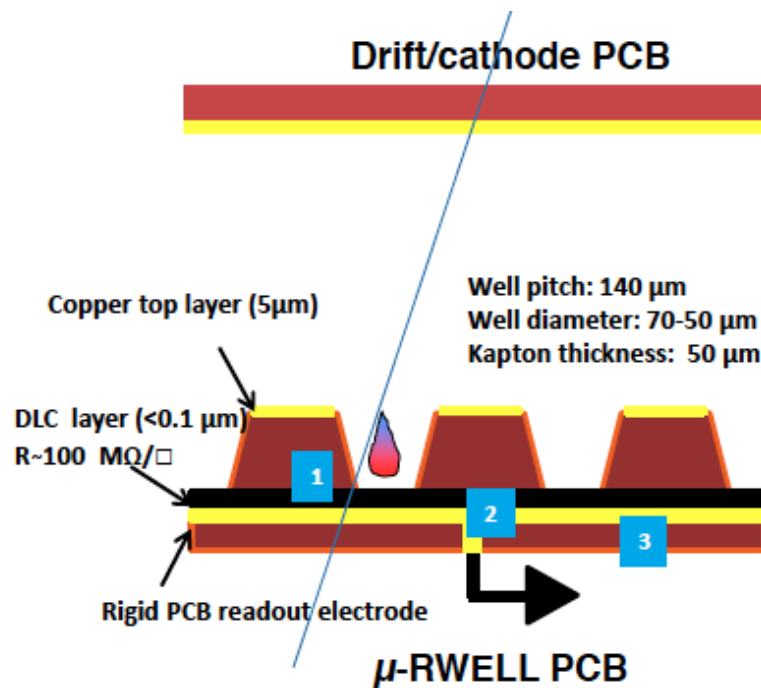 Drift/cathode PCB
Well pitch: 140 µm
Well diameter: 70-50 µm
Kapton thickness:  50 µm
Copper top layer (5µm)
DLC  layer (<0.1 µm)
R~100  MΩ/□
1
2
3
Rigid PCB readout electrode
µ-RWELL PCB